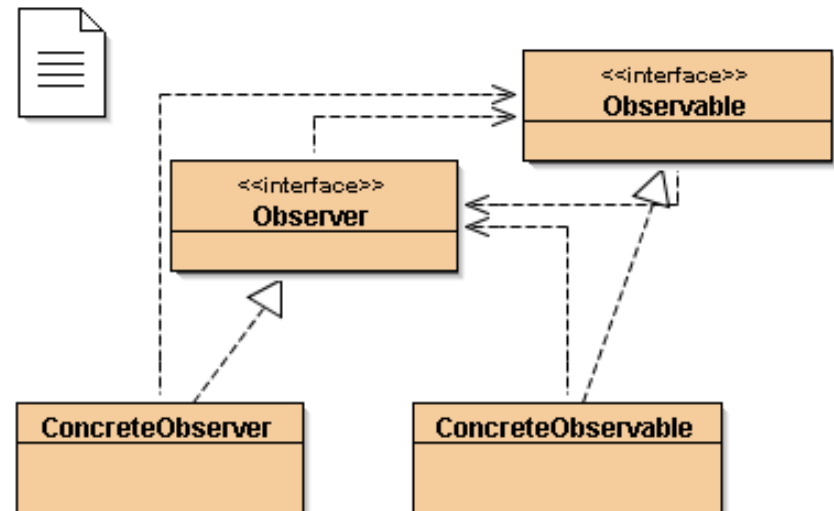 <<interface>>
Observable
<<interface>>
Observer
ConcreteObserver
ConcreteObservable